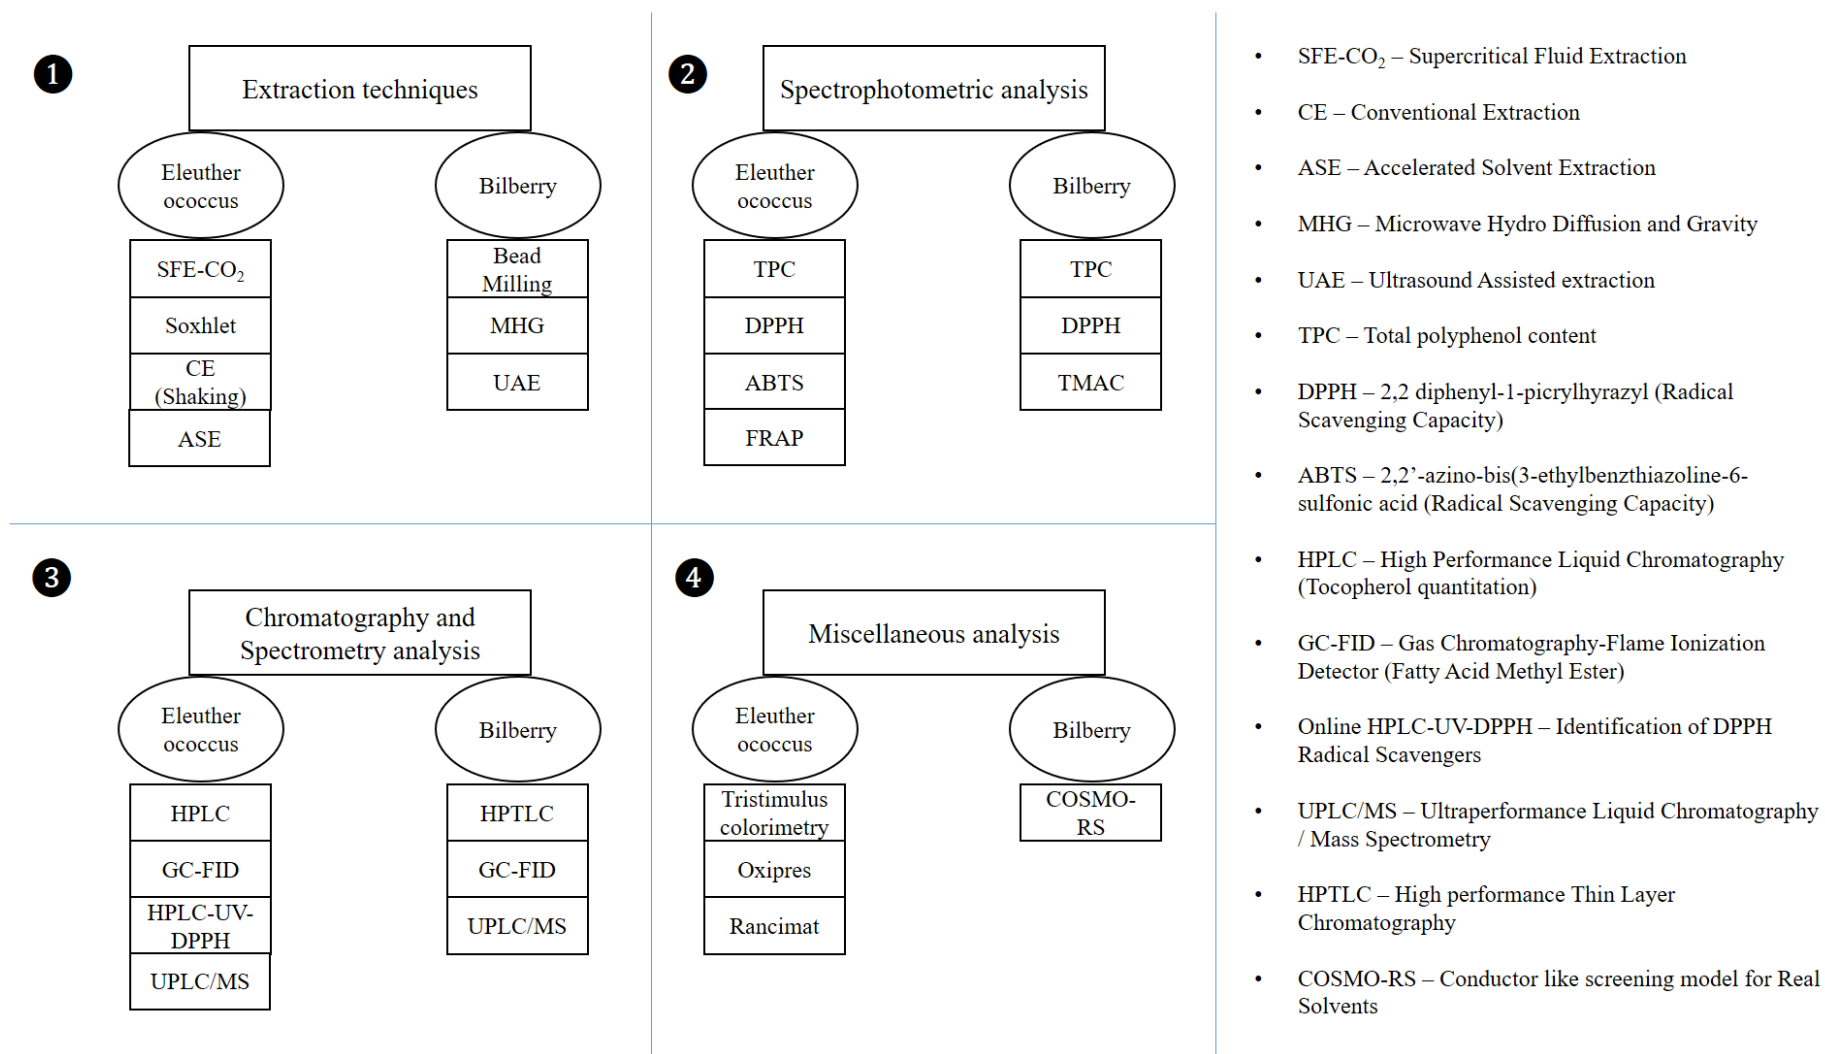 ❶
Extraction techniques
Eleuther
ococcus
Bilberry
SFE-CO₂
Soxhlet
CE
(Shaking)
ASE
Bead
Milling
MHG
UAE
❷
Spectrophotometric analysis
Eleuther
ococcus
Bilberry
TPC
DPPH
ABTS
FRAP
TPC
DPPH
TMAC
❸
Chromatography and
Spectrometry analysis
Eleuther
ococcus
Bilberry
HPLC
GC-FID
HPLC-UV-
DPPH
UPLC/MS
HPTLC
GC-FID
UPLC/MS
❹
Miscellaneous analysis
Eleuther
ococcus
Bilberry
Tristimulus
colorimetry
Oxipres
Rancimat
COSMO-
RS
• SFE-CO₂ – Supercritical Fluid Extraction
• CE – Conventional Extraction
• ASE – Accelerated Solvent Extraction
• MHG – Microwave Hydro Diffusion and Gravity
• UAE – Ultrasound Assisted extraction
• TPC – Total polyphenol content
• DPPH – 2,2 diphenyl-1-picrylhyrazyl (Radical
Scavenging Capacity)
• ABTS – 2,2’-azino-bis(3-ethylbenzthiazoline-6-
sulfonic acid (Radical Scavenging Capacity)
• HPLC – High Performance Liquid Chromatography
(Tocopherol quantitation)
• GC-FID – Gas Chromatography-Flame Ionization
Detector (Fatty Acid Methyl Ester)
• Online HPLC-UV-DPPH – Identification of DPPH
Radical Scavengers
• UPLC/MS – Ultraperformance Liquid Chromatography
/ Mass Spectrometry
• HPTLC – High performance Thin Layer
Chromatography
• COSMO-RS – Conductor like screening model for Real
Solvents